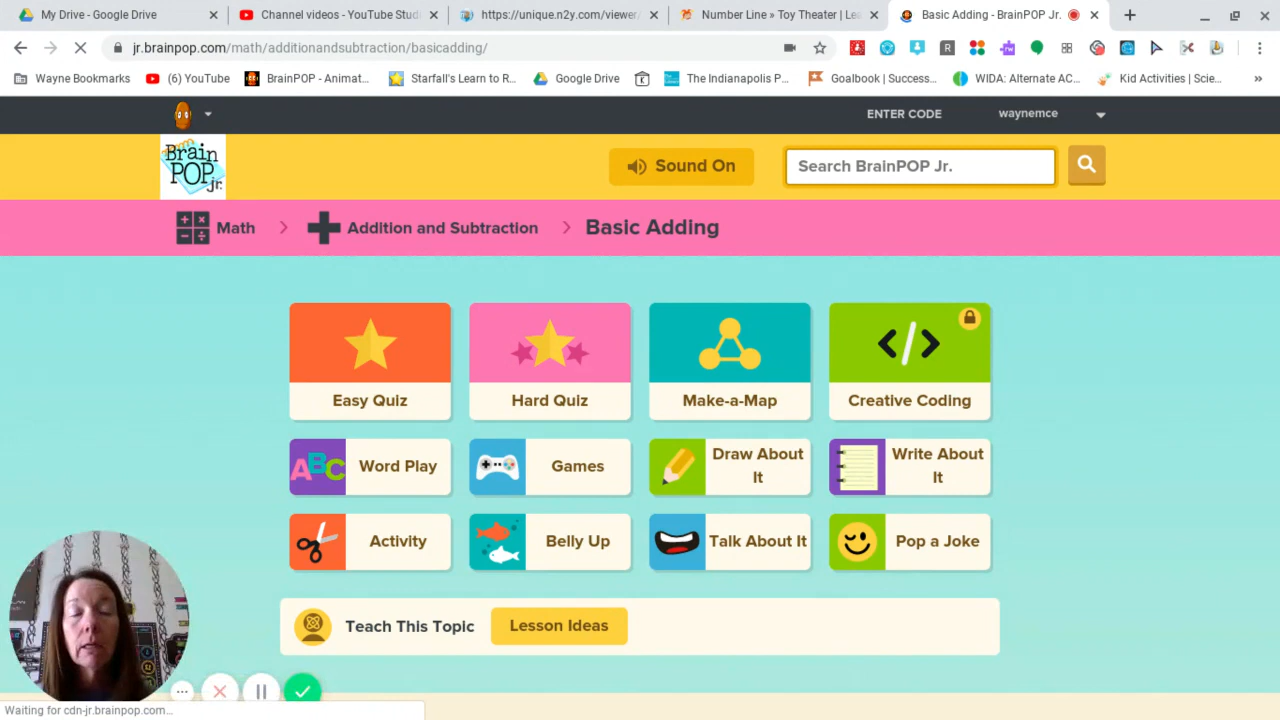 My Drive - Google Drive
Channel videos - YouTube Stud
https://unique.n2y.com/viewer/
Number Line » Toy Theater | Lea
Basic Adding - BrainPOP Jr.
jr.brainpop.com/math/additionandsubtraction/basicadding/
Wayne Bookmarks
(6) YouTube
BrainPOP - Animat...
Starfall's Learn to R...
Google Drive
The Indianapolis P...
Goalbook | Success...
WIDA: Alternate AC...
Kid Activities | Scie...
ENTER CODE
waynemce
Brain
POP jr.
Sound On
Search BrainPOP Jr.
Math
Addition and Subtraction
Basic Adding
Easy Quiz
Hard Quiz
Make-a-Map
Creative Coding
ABC
Word Play
Games
Draw About
It
Write About
It
Activity
Belly Up
Talk About It
Pop a Joke
Teach This Topic
Lesson Ideas
Waiting for cdn-jr.brainpop.com...